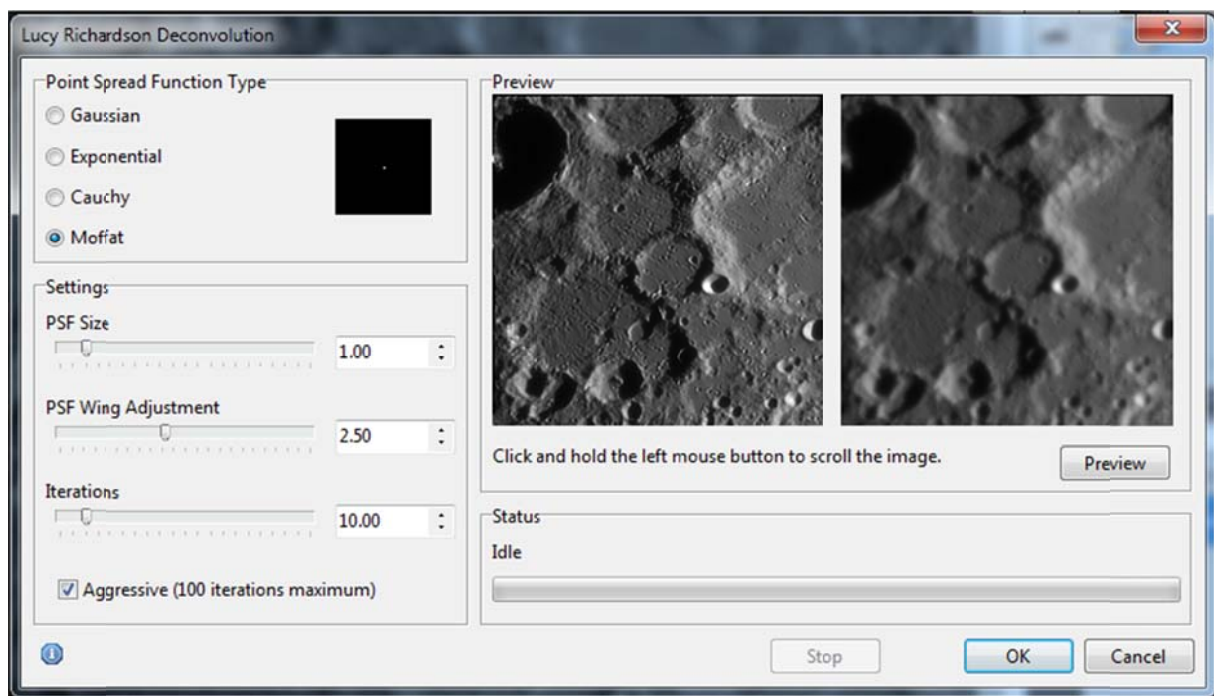 Lucy Richardson Deconvolution
Point Spread Function Type
Gaussian
Exponential
Cauchy
Moffat
Settings
PSF Size
1.00
PSF Wing Adjustment
2.50
Iterations
10.00
Aggressive (100 iterations maximum)
Preview
Click and hold the left mouse button to scroll the image.
Preview
Status
Idle
Stop
OK
Cancel